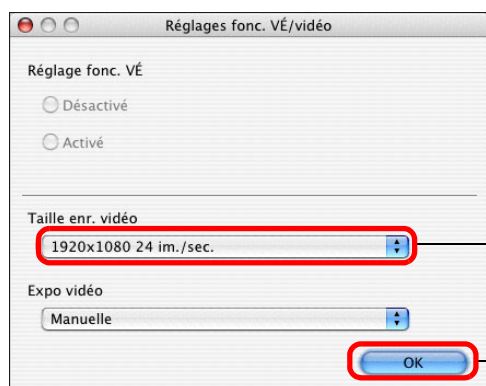 Réglages fonc. VÉ/vidéo
Réglage fonc. VÉ
Désactivé
Activé
Taille enr. vidéo
1920x1080 24 im./sec.
Expo vidéo
Manuelle
OK